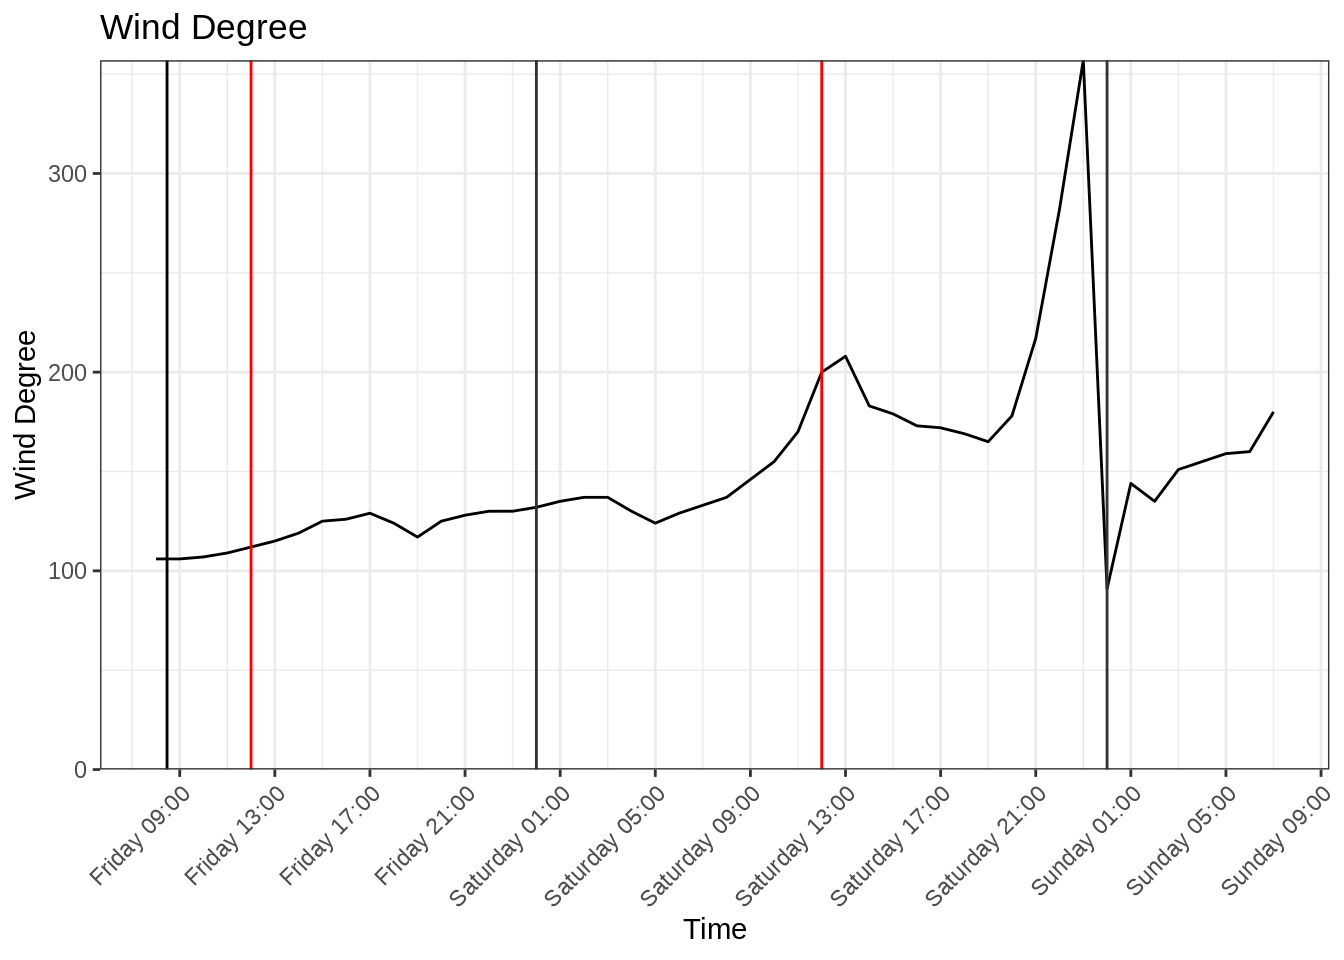 Wind Degree
Wind Degree
300
200
100
0
Friday 09:00
Friday 13:00
Friday 17:00
Friday 21:00
Saturday 01:00
Saturday 05:00
Saturday 09:00
Saturday 13:00
Saturday 17:00
Saturday 21:00
Sunday 01:00
Sunday 05:00
Sunday 09:00
Time